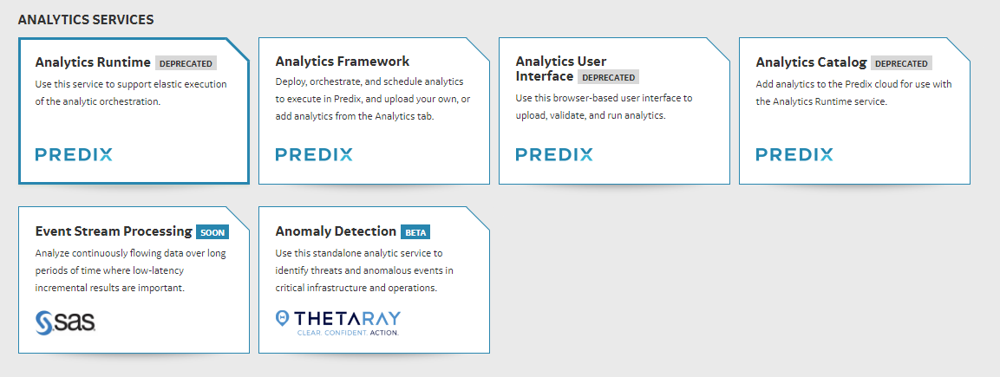 ANALYTICS SERVICES
Analytics Runtime DEPRECATED
Use this service to support elastic execution
of the analytic orchestration.
PREDIX
Analytics Framework
Deploy, orchestrate, and schedule analytics
to execute in Predix, and upload your own, or
add analytics from the Analytics tab.
PREDIX
Analytics User
Interface DEPRECATED
Use this browser-based user interface to
upload, validate, and run analytics.
PREDIX
Analytics Catalog DEPRECATED
Add analytics to the Predix cloud for use with
the Analytics Runtime service.
PREDIX
Event Stream Processing SOON
Analyze continuously flowing data over long
periods of time where low-latency
incremental results are important.
sas
Anomaly Detection BETA
Use this standalone analytic service to
identify threats and anomalous events in
critical infrastructure and operations.
THETARAY
CLEAR. CONFIDENT. ACTION.